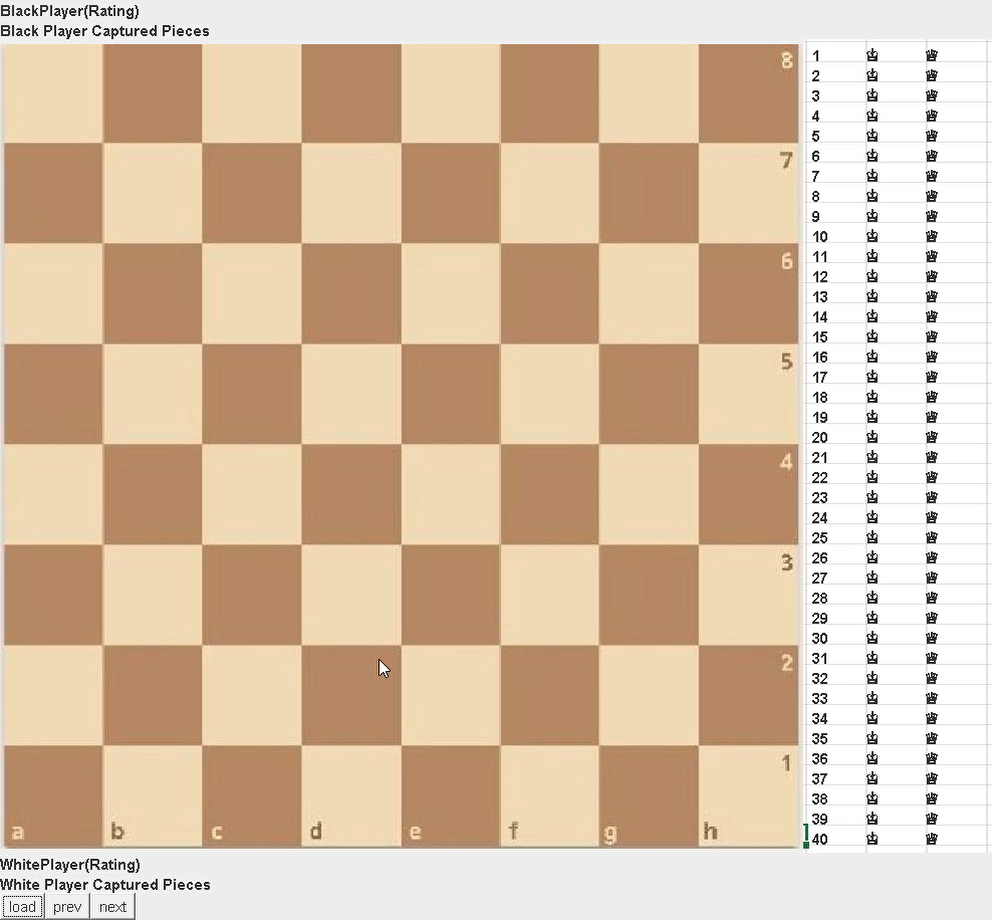 BlackPlayer(Rating)
Black Player Captured Pieces
8
7
6
5
4
3
2
1
a b c d e f g h
1 ♔ ♕
2 ♔ ♕
3 ♔ ♕
4 ♔ ♕
5 ♔ ♕
6 ♔ ♕
7 ♔ ♕
8 ♔ ♕
9 ♔ ♕
10 ♔ ♕
11 ♔ ♕
12 ♔ ♕
13 ♔ ♕
14 ♔ ♕
15 ♔ ♕
16 ♔ ♕
17 ♔ ♕
18 ♔ ♕
19 ♔ ♕
20 ♔ ♕
21 ♔ ♕
22 ♔ ♕
23 ♔ ♕
24 ♔ ♕
25 ♔ ♕
26 ♔ ♕
27 ♔ ♕
28 ♔ ♕
29 ♔ ♕
30 ♔ ♕
31 ♔ ♕
32 ♔ ♕
33 ♔ ♕
34 ♔ ♕
35 ♔ ♕
36 ♔ ♕
37 ♔ ♕
38 ♔ ♕
39 ♔ ♕
40 ♔ ♕
WhitePlayer(Rating)
White Player Captured Pieces
load prev next